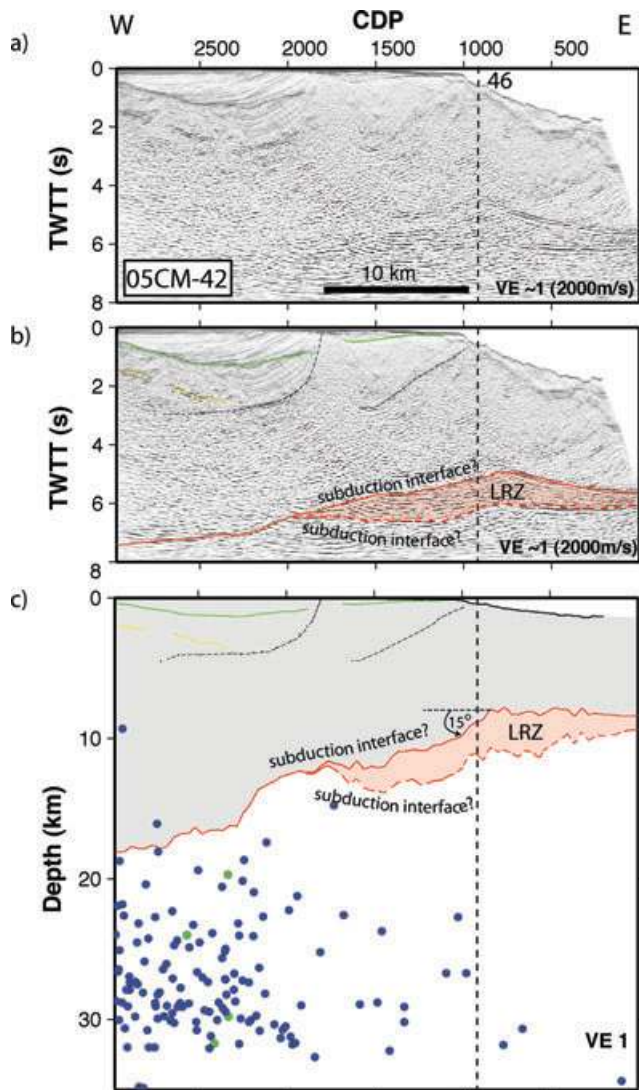 W CDP E
a)
2500 2000 1500 1000 500
0
46
2
TWTT (s)
4
6
05CM-42
10 km
VE ~1 (2000m/s)
8
b)
0
2
TWTT (s)
4
subduction interface?
LRZ
6
subduction interface?
VE ~1 (2000m/s)
8
c)
0
15°
10
subduction interface?
LRZ
subduction interface?
Depth (km)
20
30
VE 1